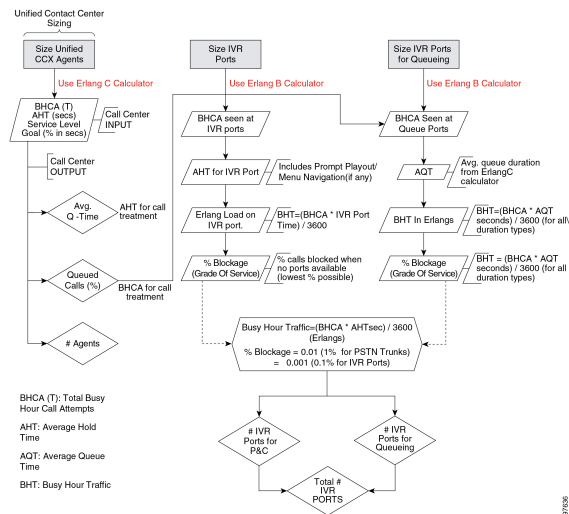 Unified Contact Center
Sizing
Size Unified
CCX Agents
Size IVR
Ports
Size IVR Ports
for Queueing
Use Erlang C Calculator
Use Erlang B Calculator
Use Erlang B Calculator
BHCA (T)
AHT (secs)
Service Level
Goal (% in secs)
Call Center
INPUT
BHCA seen at
IVR ports
BHCA Seen at
Queue Ports
Call Center
OUTPUT
AHT for IVR Port
Includes Prompt Playout/
Menu Navigation(if any)
AQT
Avg. queue duration
from ErlangC
calculator
Avg.
Q -Time
AHT for call
treatment
Erlang Load on
IVR port.
BHT=(BHCA * IVR Port
Time) / 3600
BHT In Erlangs
BHT=(BHCA * AQT
seconds) / 3600 (for all\
duration types)
Queued
Calls (%)
BHCA for call
treatment
% Blockage
(Grade Of Service)
% calls blocked when
no ports available
(lowest % possible)
% Blockage
(Grade Of Service)
BHT = (BHCA * AQT
seconds) / 3600 (for all
duration types)
# Agents
Busy Hour Traffic=(BHCA * AHTsec) / 3600
(Erlangs)
% Blockage = 0.01 (1% for PSTN Trunks)
= 0.001 (0.1% for IVR Ports)
BHCA (T): Total Busy
Hour Call Attempts
AHT: Average Hold
Time
AQT: Average Queue
Time
BHT: Busy Hour Traffic
# IVR
Ports for
P&C
# IVR
Ports for
Queueing
Total #
IVR
PORTS
97636